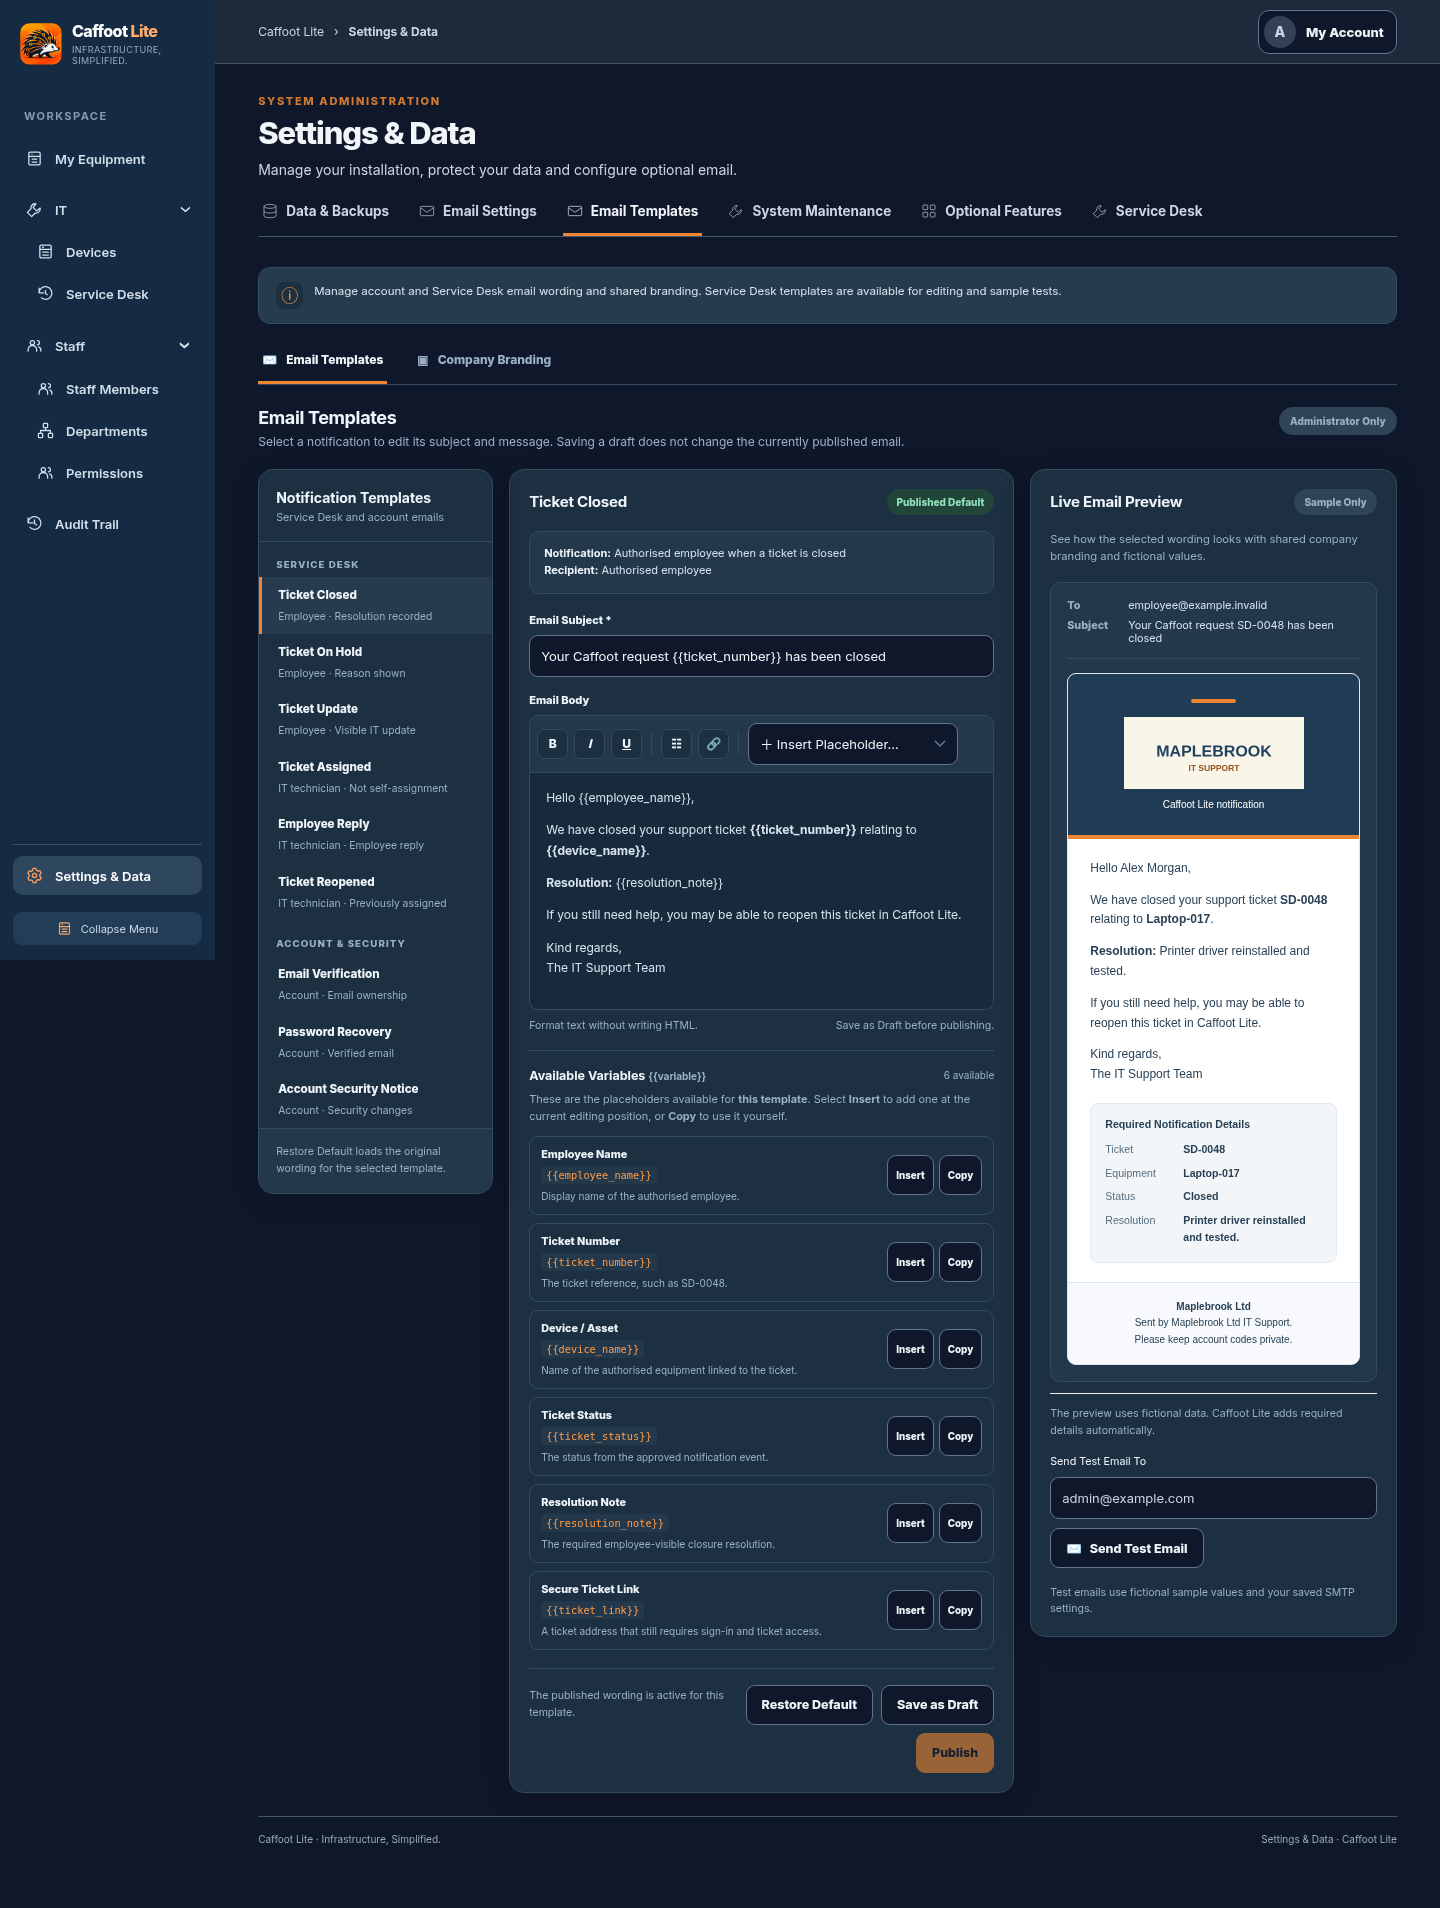 Caffoot Lite
INFRASTRUCTURE,
SIMPLIFIED.
WORKSPACE
My Equipment
IT
Devices
Service Desk
Staff
Staff Members
Departments
Permissions
Audit Trail
Settings & Data
Collapse Menu
Caffoot Lite › Settings & Data
A My Account
SYSTEM ADMINISTRATION
Settings & Data
Manage your installation, protect your data and configure optional email.
Data & Backups Email Settings Email Templates System Maintenance Optional Features Service Desk
Manage account and Service Desk email wording and shared branding. Service Desk templates are available for editing and sample tests.
Email Templates Company Branding
Email Templates
Select a notification to edit its subject and message. Saving a draft does not change the currently published email.
Administrator Only
Notification Templates
Service Desk and account emails
SERVICE DESK
Ticket Closed
Employee · Resolution recorded
Ticket On Hold
Employee · Reason shown
Ticket Update
Employee · Visible IT update
Ticket Assigned
IT technician · Not self-assignment
Employee Reply
IT technician · Employee reply
Ticket Reopened
IT technician · Previously assigned
ACCOUNT & SECURITY
Email Verification
Account · Email ownership
Password Recovery
Account · Verified email
Account Security Notice
Account · Security changes
Restore Default loads the original
wording for the selected template.
Ticket Closed
Published Default
Notification: Authorised employee when a ticket is closed
Recipient: Authorised employee
Email Subject *
Your Caffoot request {{ticket_number}} has been closed
Email Body
B I U + Insert Placeholder...
Hello {{employee_name}},
We have closed your support ticket {{ticket_number}} relating to
{{device_name}}.
Resolution: {{resolution_note}}
If you still need help, you may be able to reopen this ticket in Caffoot Lite.
Kind regards,
The IT Support Team
Format text without writing HTML.
Save as Draft before publishing.
Available Variables {{variable}}
6 available
These are the placeholders available for this template. Select Insert to add one at the
current editing position, or Copy to use it yourself.
Employee Name
{{employee_name}}
Display name of the authorised employee.
Insert Copy
Ticket Number
{{ticket_number}}
The ticket reference, such as SD-0048.
Insert Copy
Device / Asset
{{device_name}}
Name of the authorised equipment linked to the ticket.
Insert Copy
Ticket Status
{{ticket_status}}
The status from the approved notification event.
Insert Copy
Resolution Note
{{resolution_note}}
The required employee-visible closure resolution.
Insert Copy
Secure Ticket Link
{{ticket_link}}
A ticket address that still requires sign-in and ticket access.
Insert Copy
The published wording is active for this
template.
Restore Default Save as Draft
Publish
Live Email Preview
Sample Only
See how the selected wording looks with shared company
branding and fictional values.
To employee@example.invalid
Subject Your Caffoot request SD-0048 has been
closed
MAPLEBROOK
IT SUPPORT
Caffoot Lite notification
Hello Alex Morgan,
We have closed your support ticket SD-0048
relating to Laptop-017.
Resolution: Printer driver reinstalled and
tested.
If you still need help, you may be able to
reopen this ticket in Caffoot Lite.
Kind regards,
The IT Support Team
Required Notification Details
Ticket SD-0048
Equipment Laptop-017
Status Closed
Resolution Printer driver reinstalled
and tested.
Maplebrook Ltd
Sent by Maplebrook Ltd IT Support.
Please keep account codes private.
The preview uses fictional data. Caffoot Lite adds required
details automatically.
Send Test Email To
admin@example.com
Send Test Email
Test emails use fictional sample values and your saved SMTP
settings.
Caffoot Lite · Infrastructure, Simplified.
Settings & Data · Caffoot Lite